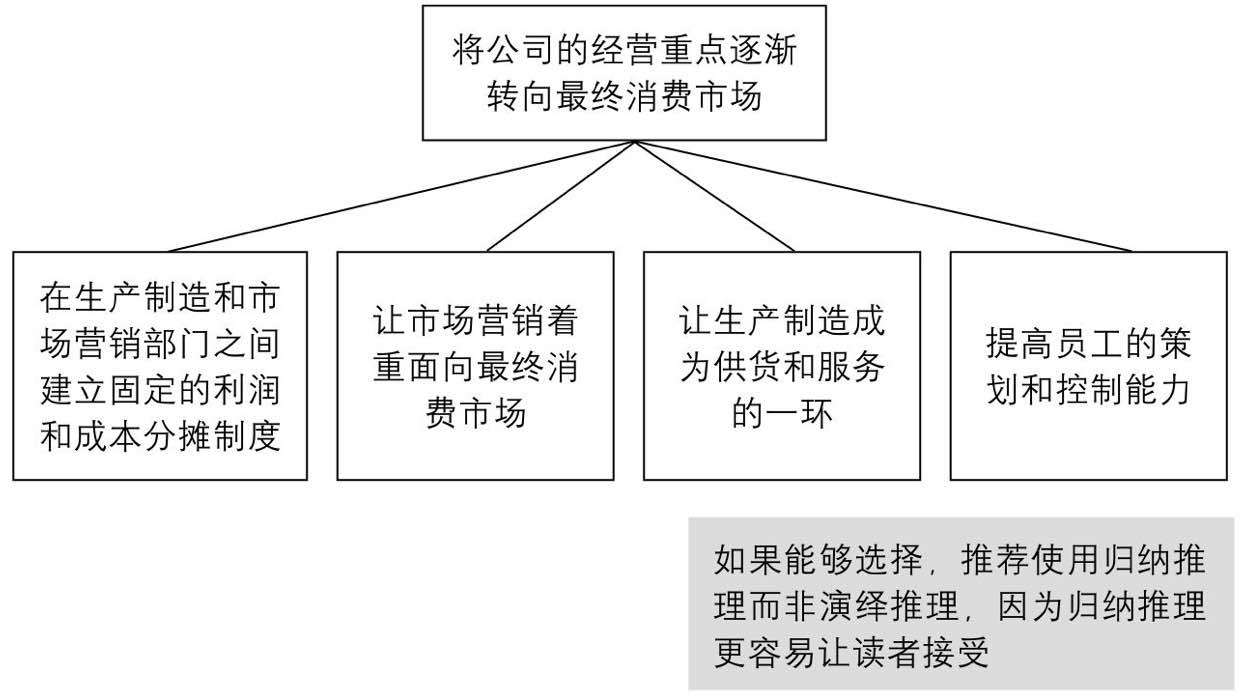 将公司的经营重点逐渐
转向最终消费市场
在生产制造和市
场营销部门之间
建立固定的利润
和成本分摊制度
让市场营销着
重面向最终消
费市场
让生产制造成
为供货和服务
的一环
提高员工的策
划和控制能力
如果能够选择，推荐使用归纳推
理而非演绎推理，因为归纳推理
更容易让读者接受